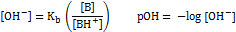 [OH⁻] = K_b ([B]/[BH⁺])  pOH = −log [OH⁻]